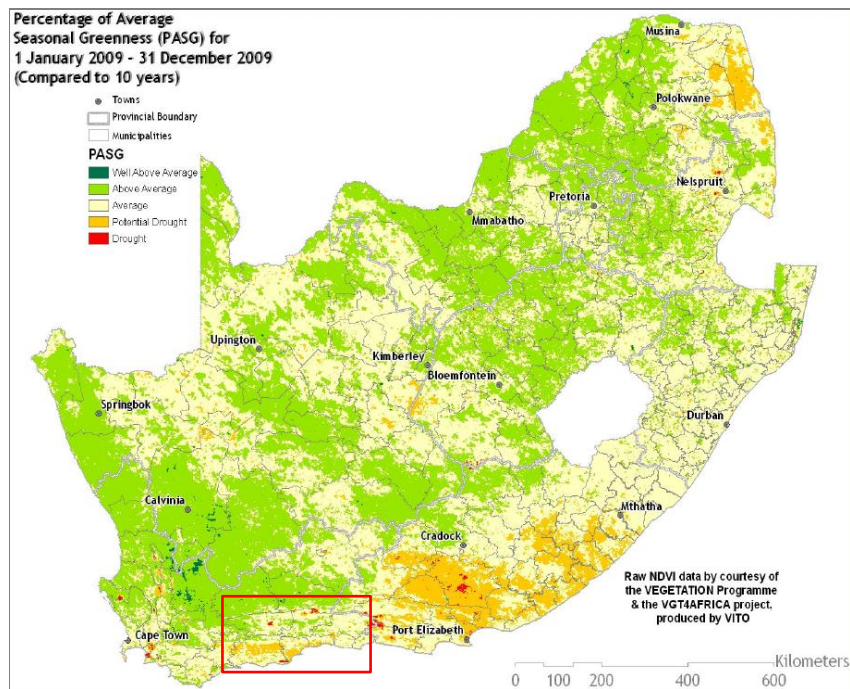 Percentage of Average
Seasonal Greenness (PASG) for
1 January 2009 - 31 December 2009
(Compared to 10 years)
Towns
Provincial Boundary
Municipalities
PASG
Well Above Average
Above Average
Average
Potential Drought
Drought
Musina
Polokwane
Nelspruit
Pretoria
Mmabatho
Upington
Kimberley
Bloemfontein
Springbok
Durban
Calvinia
Mthatha
Cradock
Cape Town
Port Elizabeth
Raw NDVI data by courtesy of
the VEGETATION Programme
& the VGT4AFRICA project,
produced by VITO
Kilometers
0 100 200 400 600